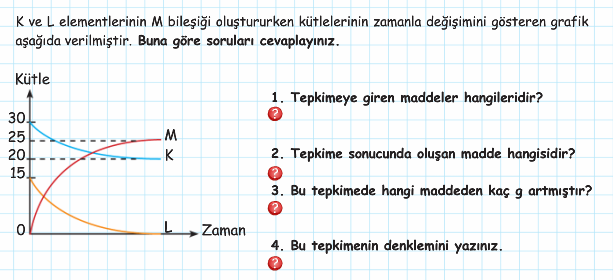 K ve L elementlerinin M bileşiği oluştururken kütlelerinin zamanla değişimini gösteren grafik
aşağıda verilmiştir. Buna göre soruları cevaplayınız.
Kütle
30
25
20
15
0
M
K
L
Zaman
1. Tepkimeye giren maddeler hangileridir?
?
2. Tepkime sonucunda oluşan madde hangisidir?
?
3. Bu tepkimede hangi maddeden kaç g artmıştır?
?
4. Bu tepkimenin denklemini yazınız.
?